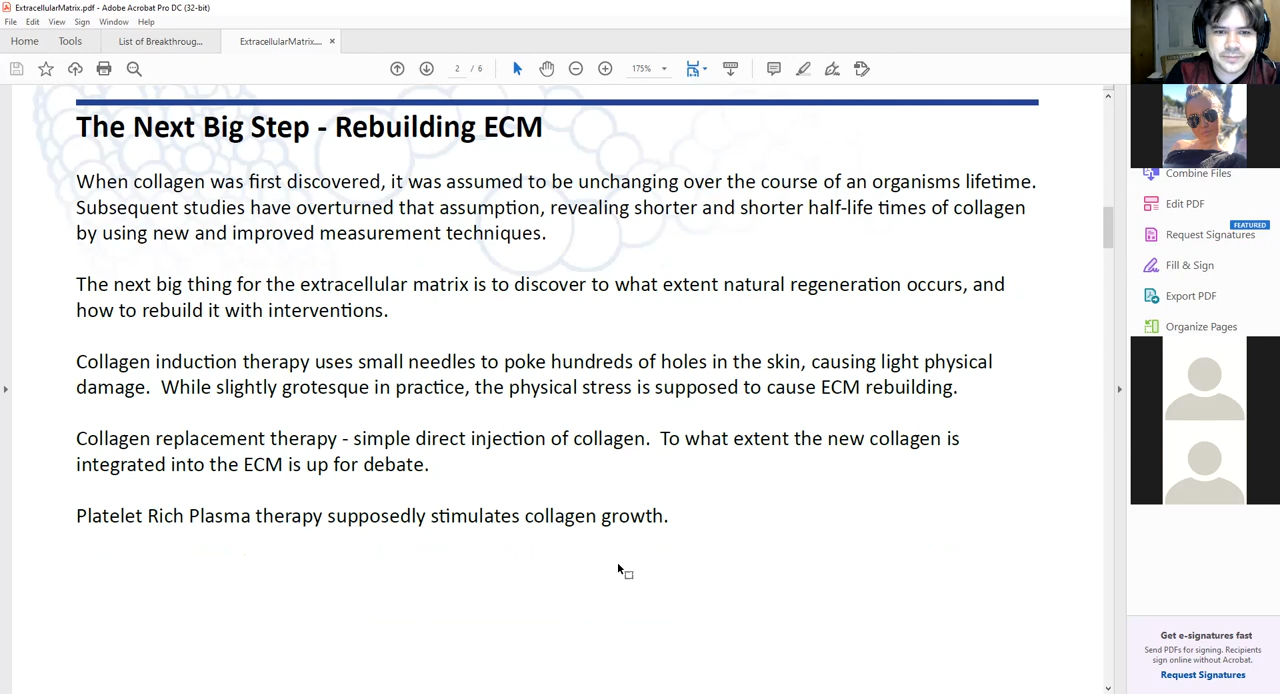 ExtracellularMatrix.pdf - Adobe Acrobat Pro DC (32-bit)
File Edit View Sign Window Help
Home Tools List of Breakthroug... ExtracellularMatrix.... ×
2 / 6 175%
The Next Big Step - Rebuilding ECM
When collagen was first discovered, it was assumed to be unchanging over the course of an organisms lifetime.
Subsequent studies have overturned that assumption, revealing shorter and shorter half-life times of collagen
by using new and improved measurement techniques.
The next big thing for the extracellular matrix is to discover to what extent natural regeneration occurs, and
how to rebuild it with interventions.
Collagen induction therapy uses small needles to poke hundreds of holes in the skin, causing light physical
damage.  While slightly grotesque in practice, the physical stress is supposed to cause ECM rebuilding.
Collagen replacement therapy - simple direct injection of collagen.  To what extent the new collagen is
integrated into the ECM is up for debate.
Platelet Rich Plasma therapy supposedly stimulates collagen growth.
Combine Files
Edit PDF
FEATURED
Request Signatures
Fill & Sign
Export PDF
Organize Pages
Get e-signatures fast
Send PDFs for signing. Recipients
sign online without Acrobat.
Request Signatures